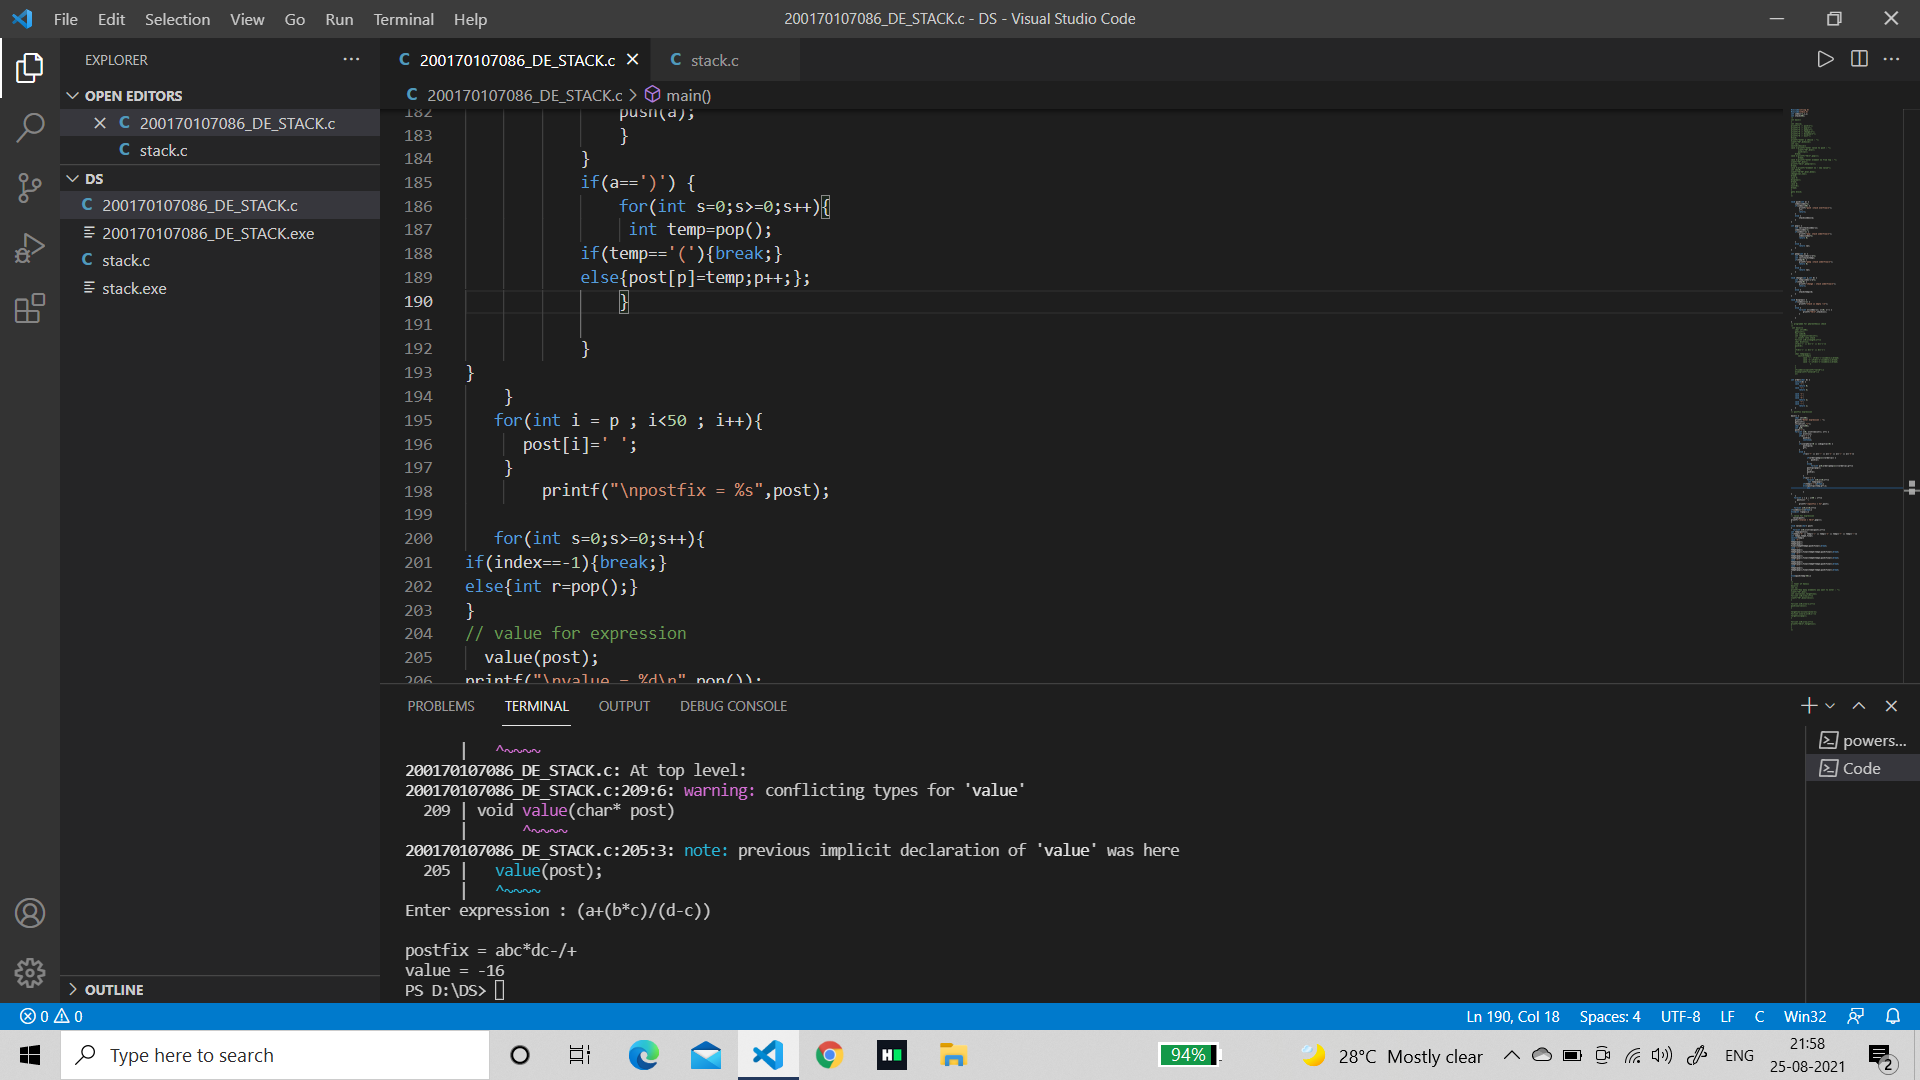 File Edit Selection View Go Run Terminal Help
200170107086_DE_STACK.c - DS - Visual Studio Code
EXPLORER
OPEN EDITORS
200170107086_DE_STACK.c
stack.c
DS
200170107086_DE_STACK.c
200170107086_DE_STACK.exe
stack.c
stack.exe
OUTLINE
200170107086_DE_STACK.c
stack.c
200170107086_DE_STACK.c > main()
182 push(a);
183 }
184 }
185 if(a==')') {
186 for(int s=0;s>=0;s++){
187 int temp=pop();
188 if(temp=='('){break;}
189 else{post[p]=temp;p++;};
190 }
191
192 }
193 }
194 }
195 for(int i = p ; i<50 ; i++){
196 post[i]=' ';
197 }
198 printf("\npostfix = %s",post);
199
200 for(int s=0;s>=0;s++){
201 if(index==-1){break;}
202 else{int r=pop();}
203 }
204 // value for expression
205 value(post);
206 printf("\nvalue = %d\n",pop());
PROBLEMS TERMINAL OUTPUT DEBUG CONSOLE
| ^~~~~
200170107086_DE_STACK.c: At top level:
200170107086_DE_STACK.c:209:6: warning: conflicting types for 'value'
209 | void value(char* post)
| ^~~~~
200170107086_DE_STACK.c:205:3: note: previous implicit declaration of 'value' was here
205 | value(post);
| ^~~~~
Enter expression : (a+(b*c)/(d-c))
postfix = abc*dc-/+
value = -16
PS D:\DS>
powers...
Code
0 0
Ln 190, Col 18 Spaces: 4 UTF-8 LF C Win32
Type here to search
94%
28°C Mostly clear
ENG
21:58
25-08-2021
2